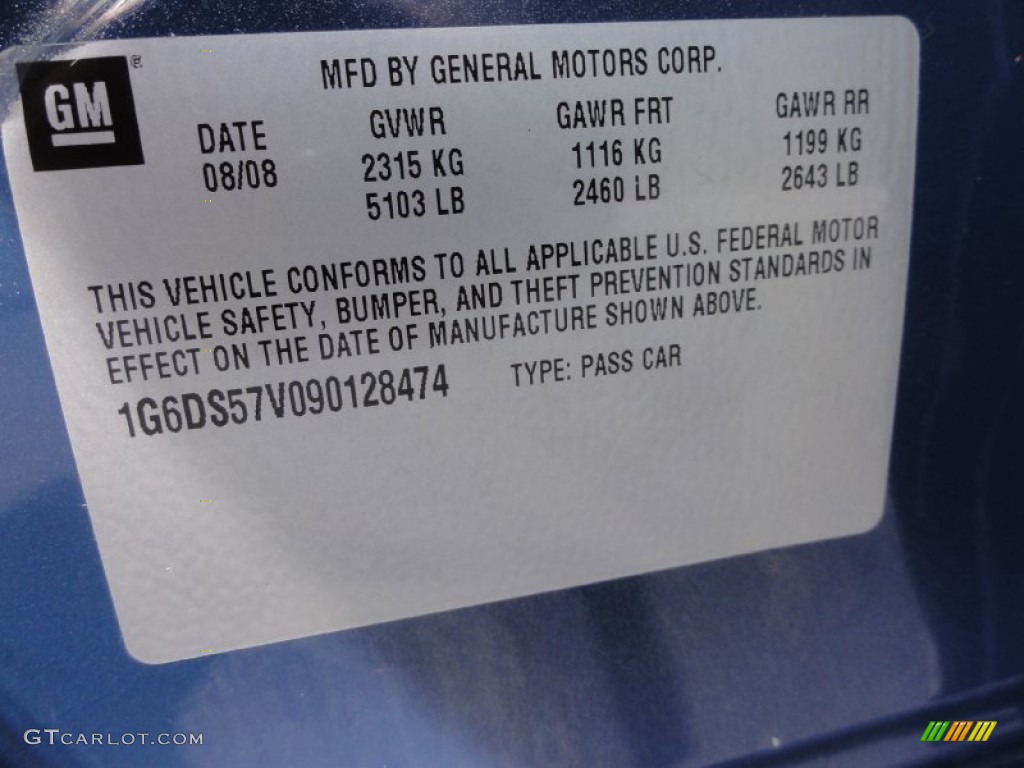 GM
MFD BY GENERAL MOTORS CORP.
DATE GVWR GAWR FRT GAWR RR
08/08 2315 KG 1116 KG 1199 KG
5103 LB 2460 LB 2643 LB
THIS VEHICLE CONFORMS TO ALL APPLICABLE U.S. FEDERAL MOTOR
VEHICLE SAFETY, BUMPER, AND THEFT PREVENTION STANDARDS IN
EFFECT ON THE DATE OF MANUFACTURE SHOWN ABOVE.
1G6DS57V090128474 TYPE: PASS CAR
GTCARLOT.COM